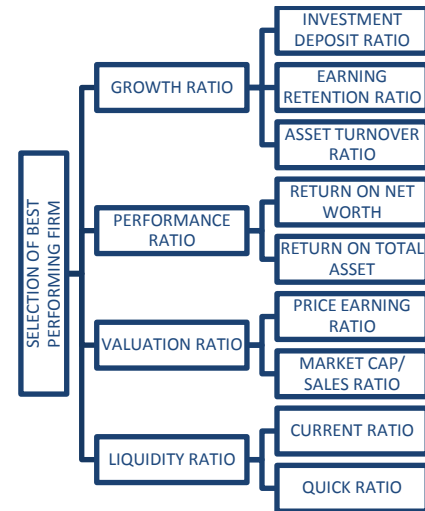 SELECTION OF BEST
PERFORMING FIRM
GROWTH RATIO
INVESTMENT
DEPOSIT RATIO
EARNING
RETENTION RATIO
ASSET TURNOVER
RATIO
PERFORMANCE
RATIO
RETURN ON NET
WORTH
RETURN ON TOTAL
ASSET
VALUATION RATIO
PRICE EARNING
RATIO
MARKET CAP/
SALES RATIO
LIQUIDITY RATIO
CURRENT RATIO
QUICK RATIO